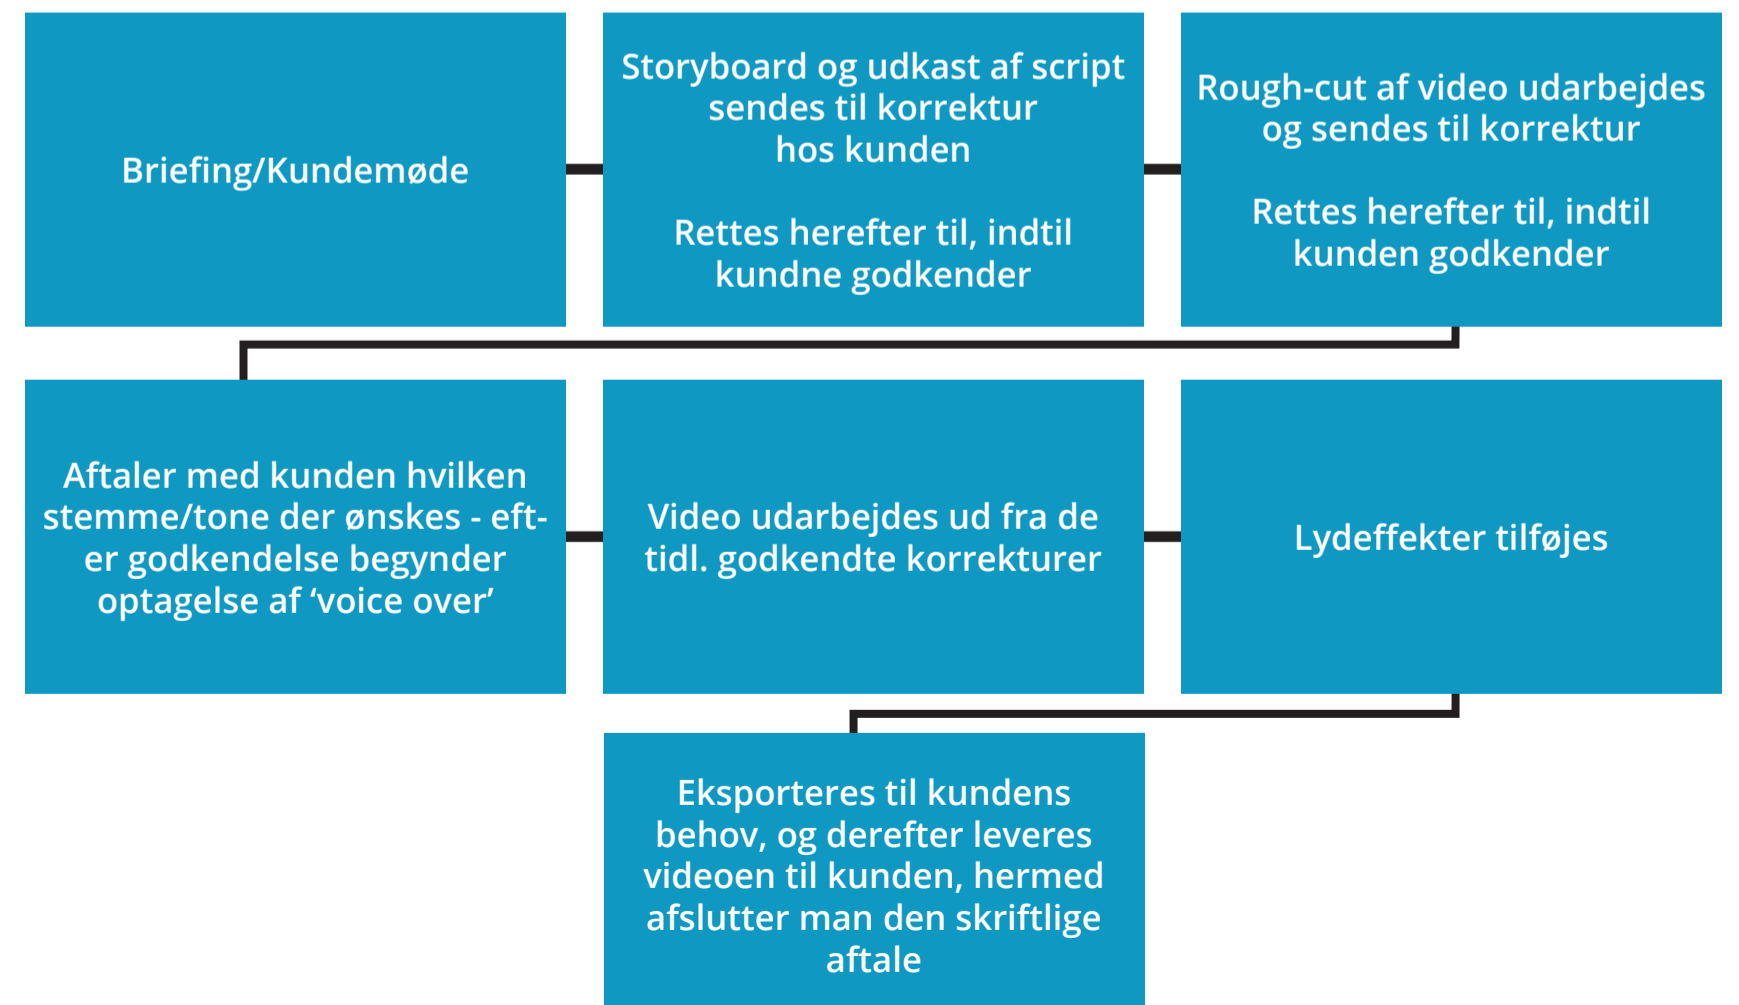 Briefing/Kundemøde
Storyboard og udkast af script
sendes til korrektur
hos kunden
Rettes herefter til, indtil
kundne godkender
Rough-cut af video udarbejdes
og sendes til korrektur
Rettes herefter til, indtil
kunden godkender
Aftaler med kunden hvilken
stemme/tone der ønskes - eft-
er godkendelse begynder
optagelse af ‘voice over’
Video udarbejdes ud fra de
tidl. godkendte korrekturer
Lydeffekter tilføjes
Eksporteres til kundens
behov, og derefter leveres
videoen til kunden, hermed
afslutter man den skriftlige
aftale